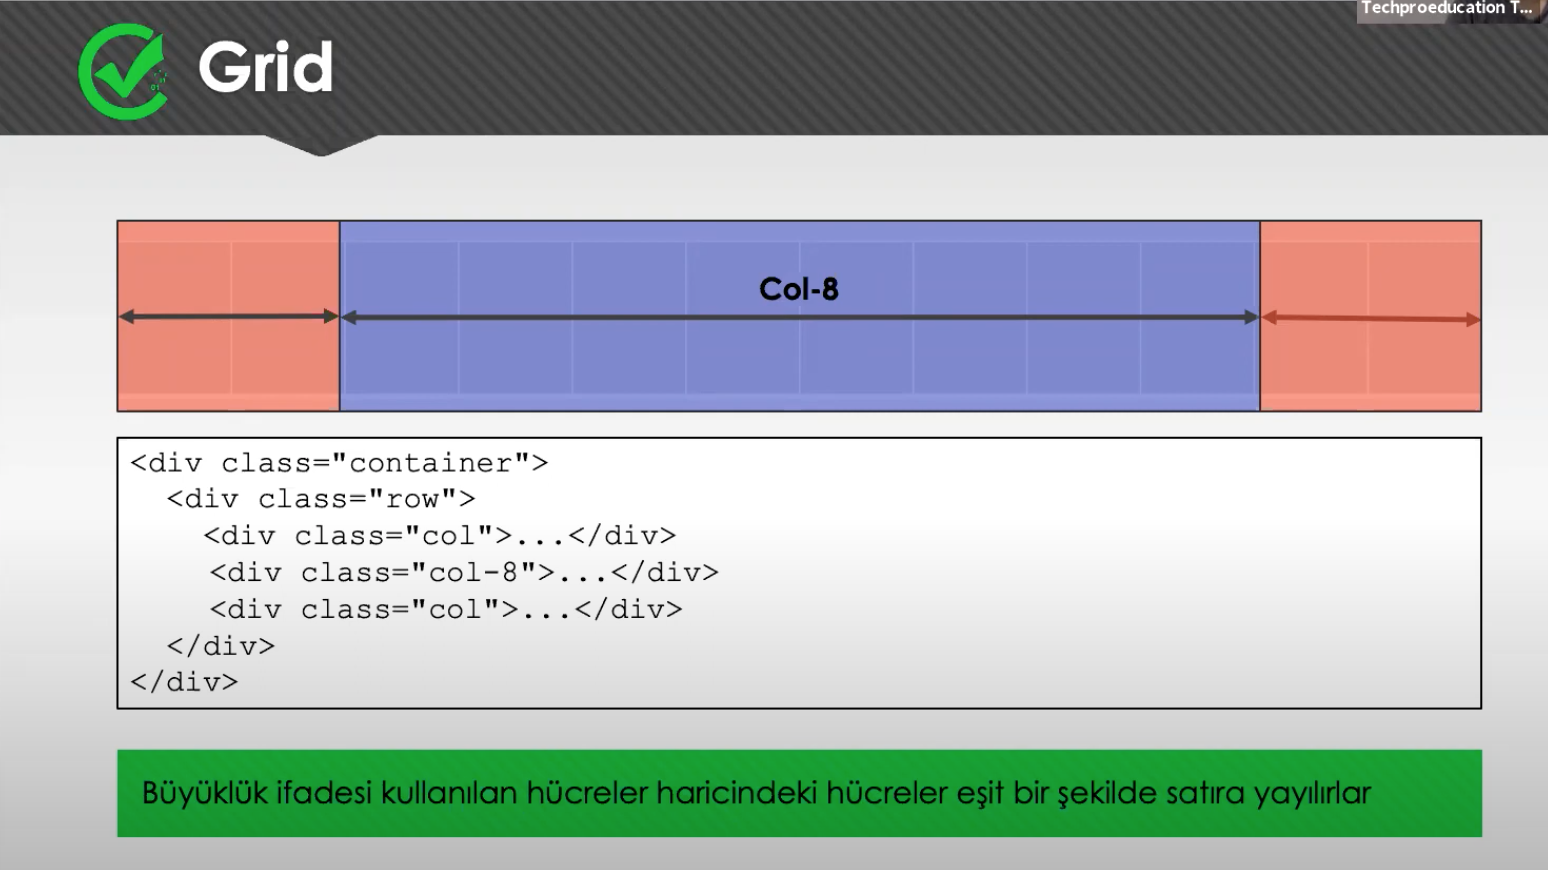 Techproeducation T...
Grid
Col-8
<div class="container">
<div class="row">
<div class="col">...</div>
<div class="col-8">...</div>
<div class="col">...</div>
</div>
</div>
Büyüklük ifadesi kullanılan hücreler haricindeki hücreler eşit bir şekilde satıra yayılırlar